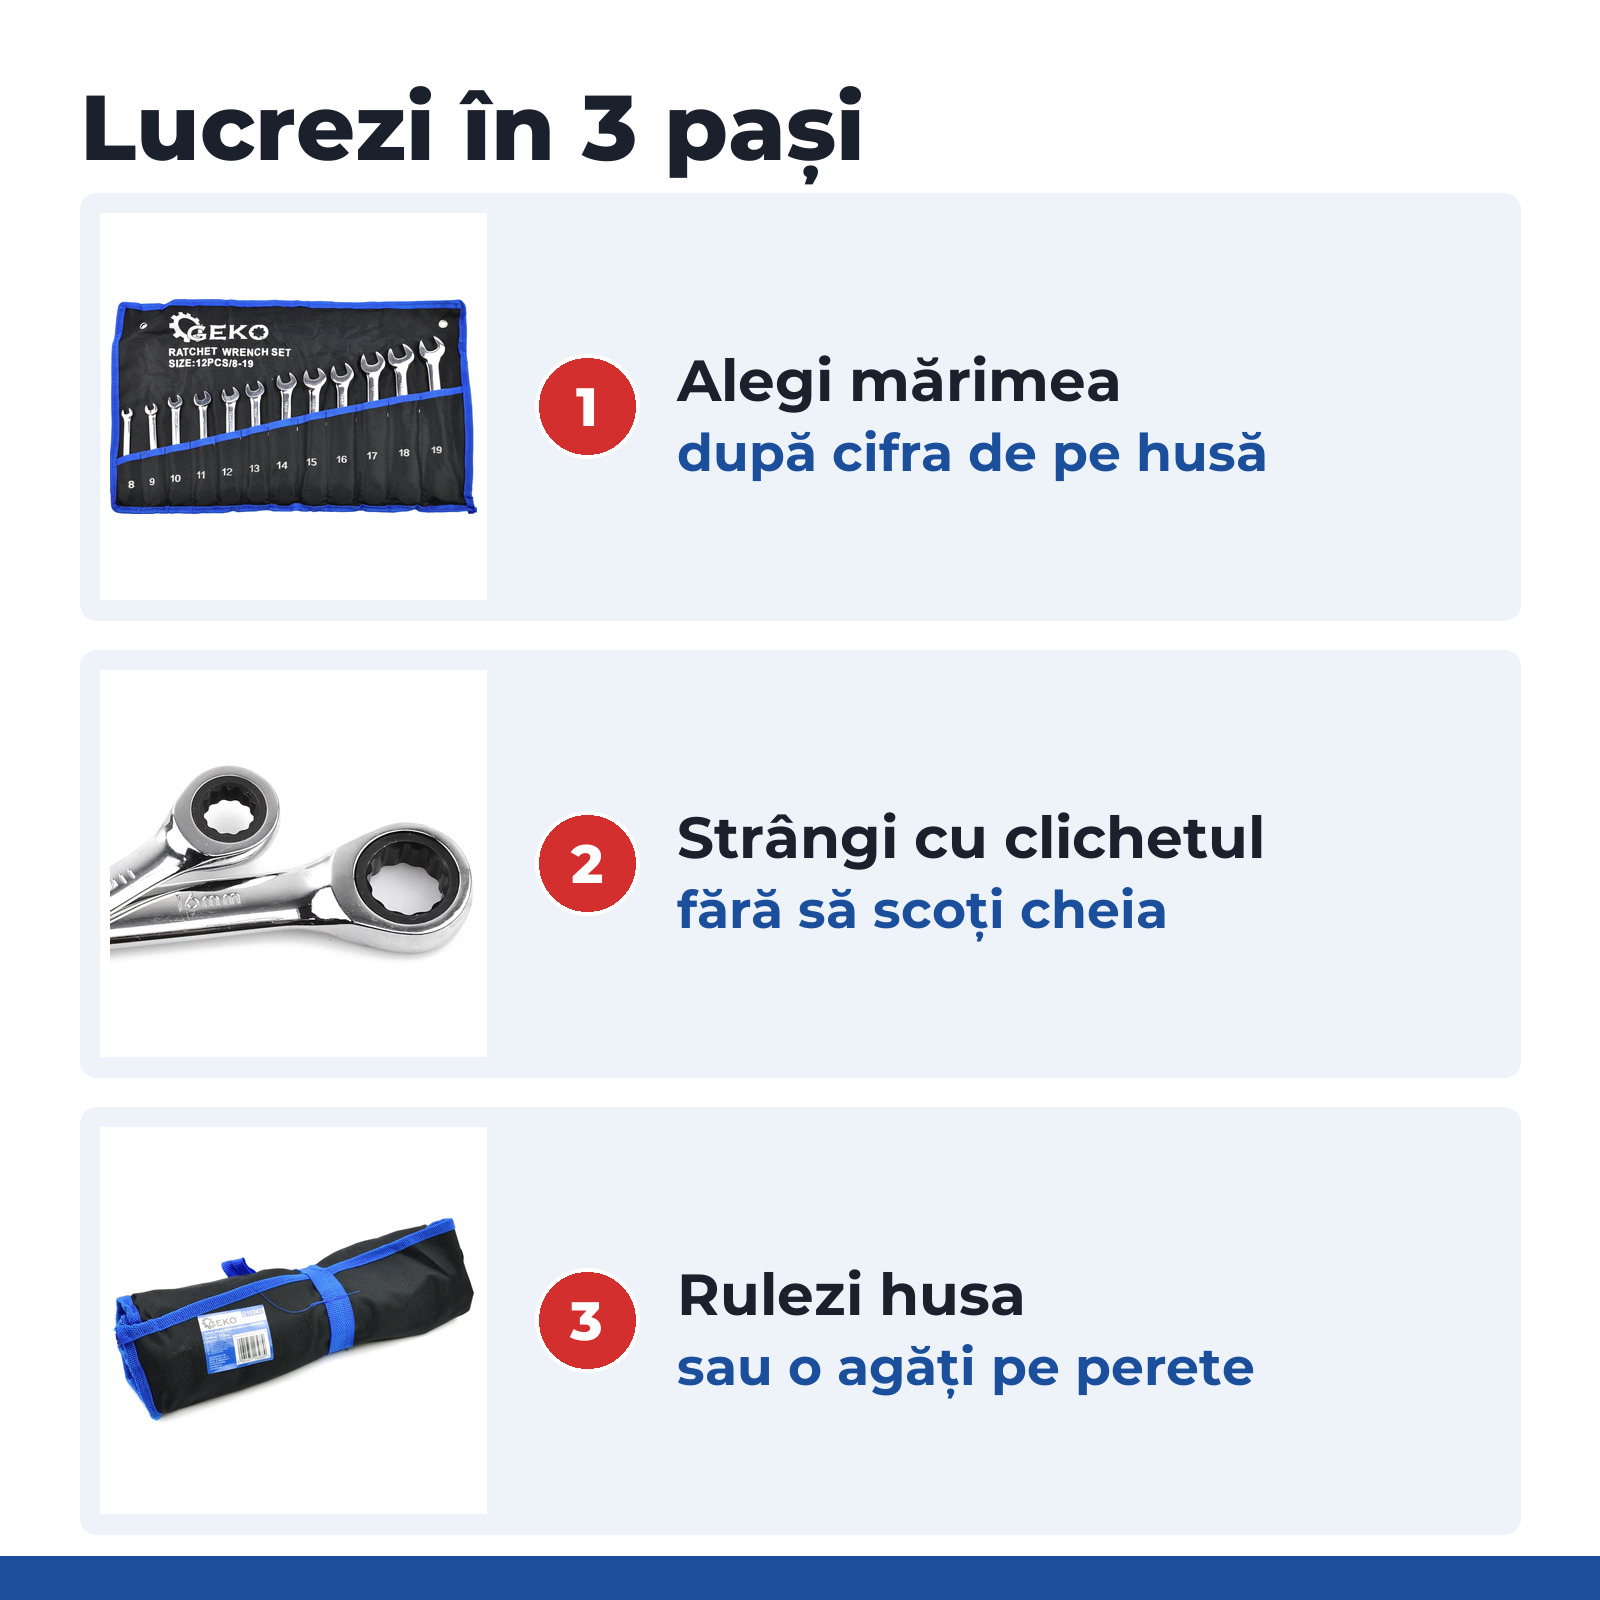 Lucrezi în 3 pași
GEKO
RATCHET WRENCH SET
SIZE:12PCS/8-19
8 9 10 11 12 13 14 15 16 17 18 19
1
Alegi mărimea
după cifra de pe husă
16mm
2
Strângi cu clichetul
fără să scoți cheia
GEKO
3
Rulezi husa
sau o agăți pe perete